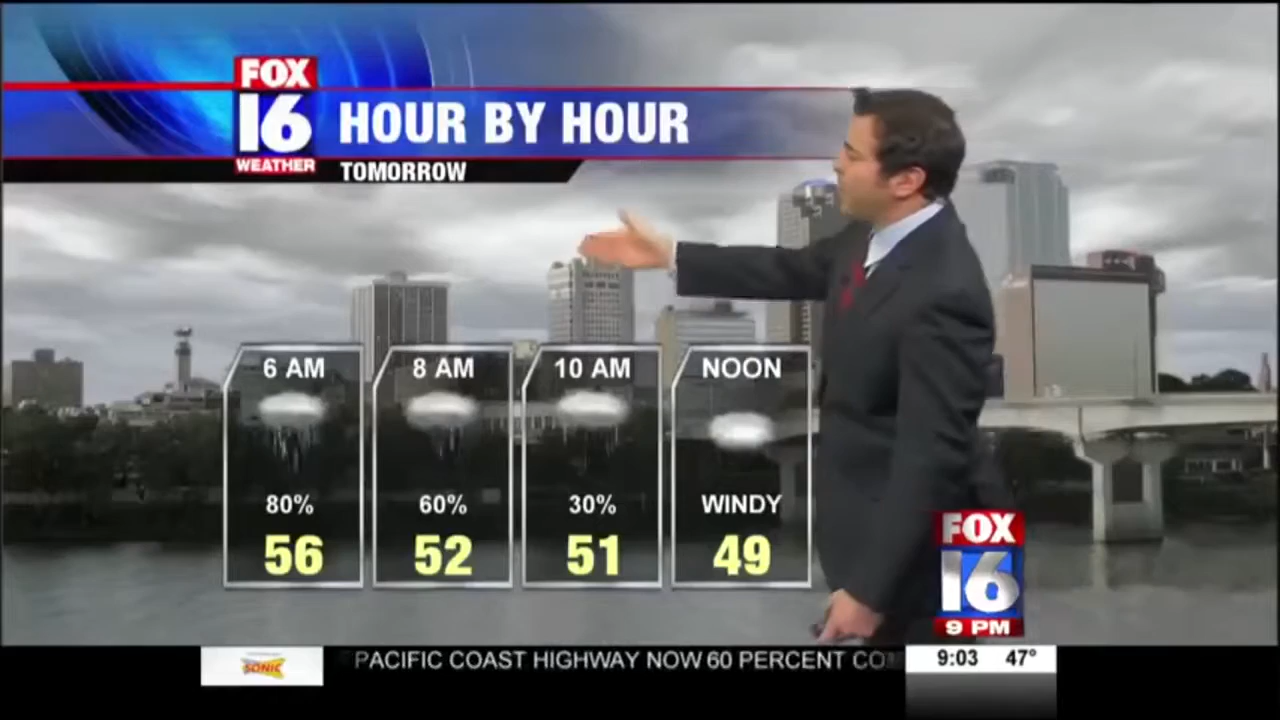 FOX
16
WEATHER
HOUR BY HOUR
TOMORROW
6 AM
8 AM
10 AM
NOON
80%
60%
30%
WINDY
56
52
51
49
FOX
16
9 PM
SONIC
PACIFIC COAST HIGHWAY NOW 60 PERCENT CO
9:03 47°